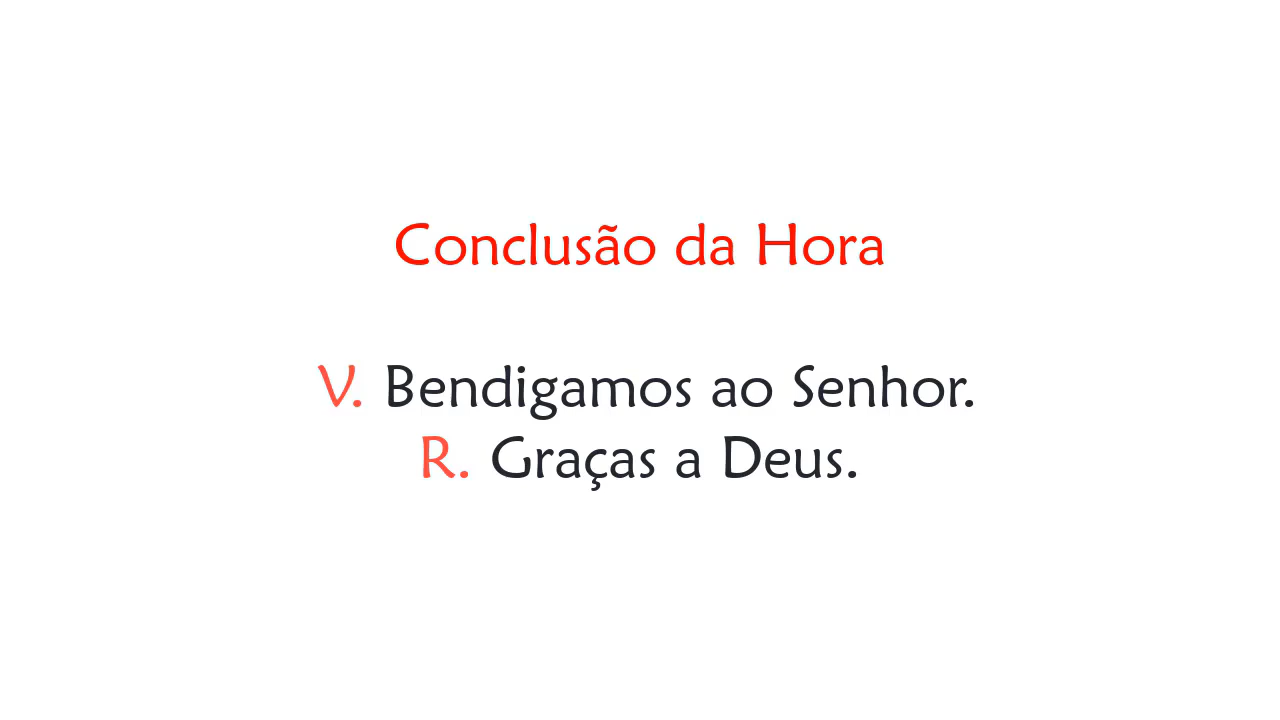 Conclusão da Hora
V. Bendigamos ao Senhor.
R. Graças a Deus.